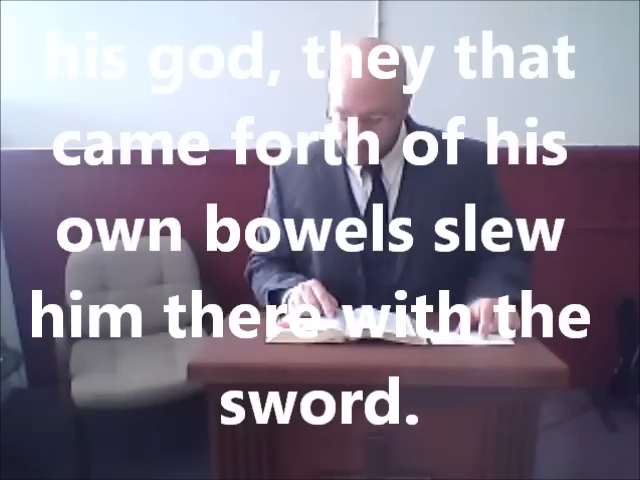 his god, they that
came forth of his
own bowels slew
him there with the
sword.